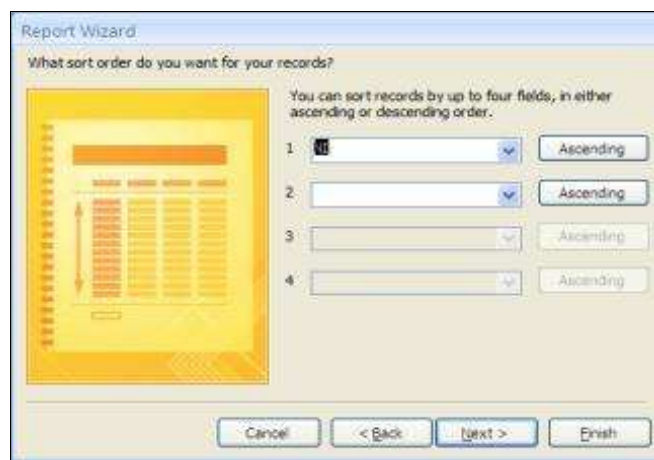 Report Wizard
What sort order do you want for your records?
You can sort records by up to four fields, in either
ascending or descending order.
1 Ascending
2 Ascending
3 Ascending
4 Ascending
Cancel < Back Next > Finish